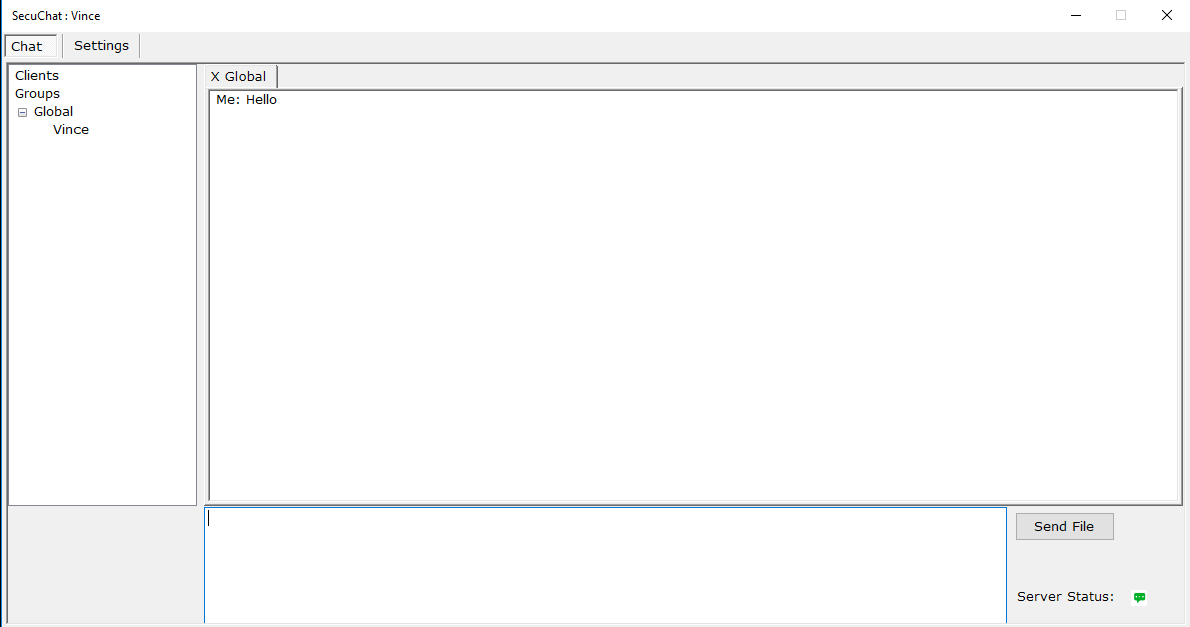 SecuChat : Vince
Chat
Settings
Clients
Groups
Global
Vince
X Global
Me: Hello
Send File
Server Status: